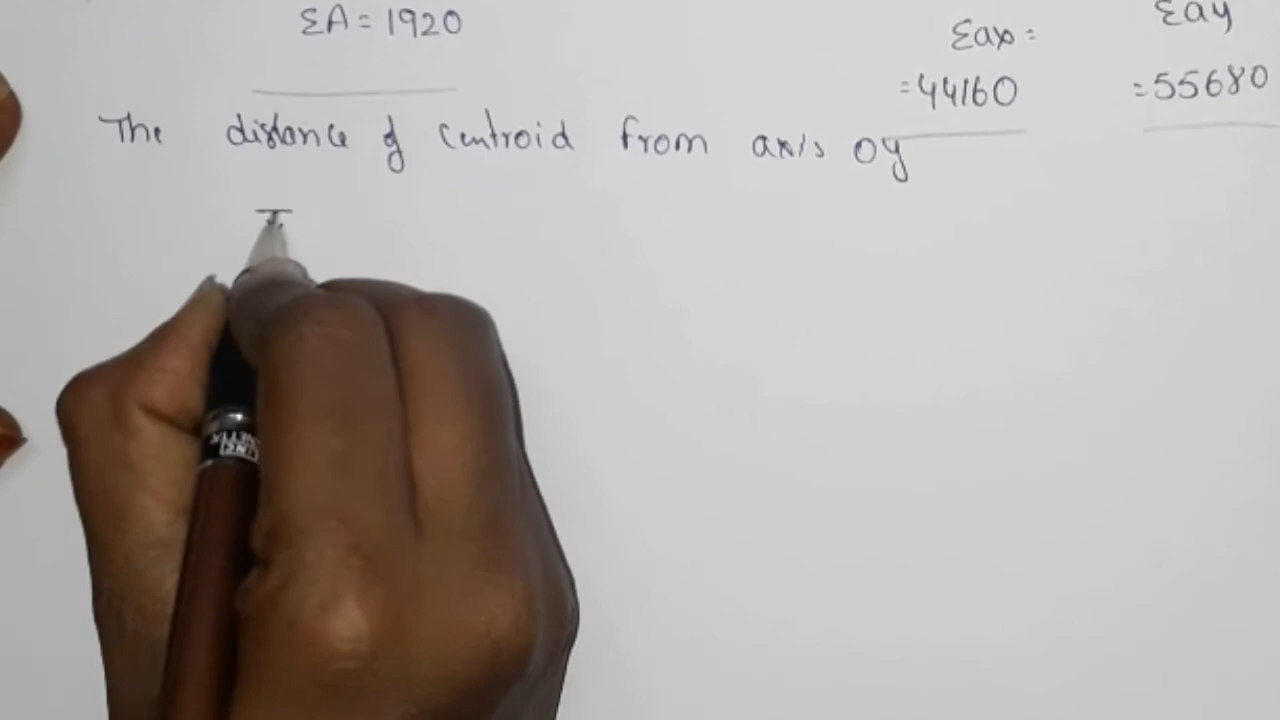 ΣA = 1920
Σax =
= 44160
Σay
= 55680
The distance of centroid from axis oy